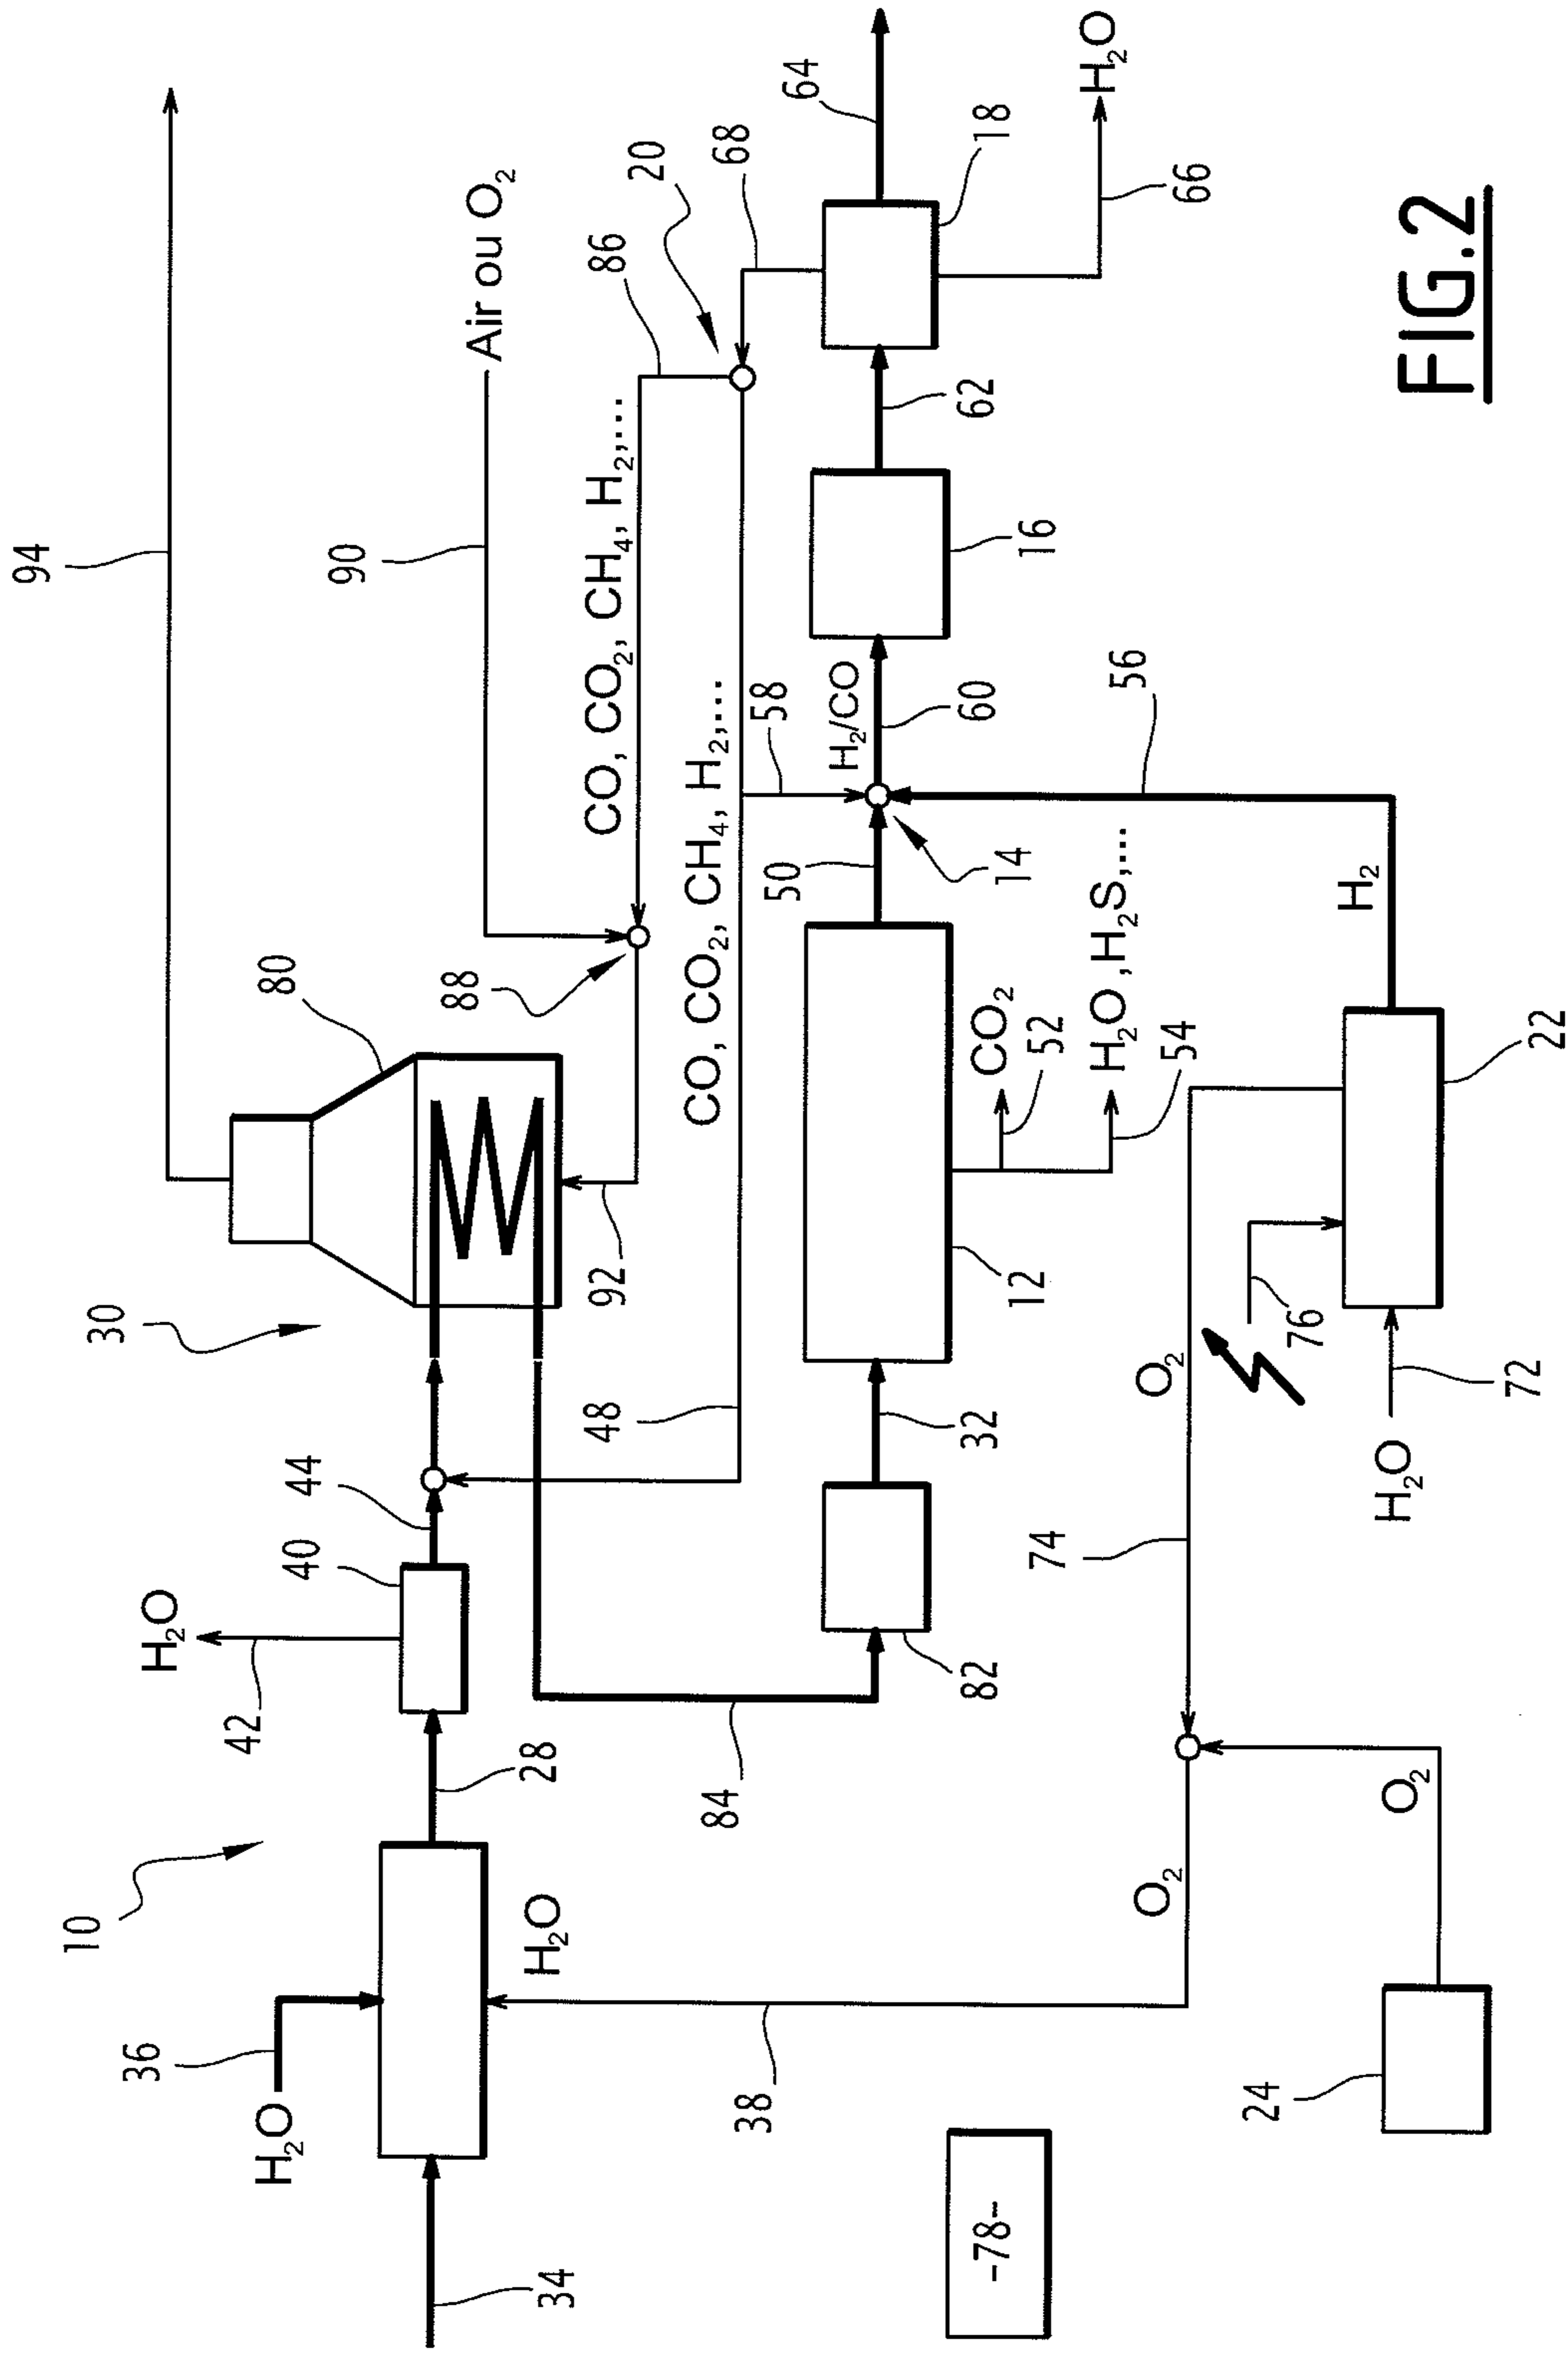 94
Air ou O2
90
64
68
20
86
H2O
18
66
CO, CO2, CH4, H2,...
62
16
CO, CO2, CH4, H2,...
58
H2/CO
60
56
80
88
50
14
H2O,H2S,...
H2
CO2
52
54
22
30
92
12
76
72
H2O
O2
48
32
44
40
H2O
42
82
74
28
84
10
H2O
O2
O2
36
H2O
38
24
34
-78-
FIG.2